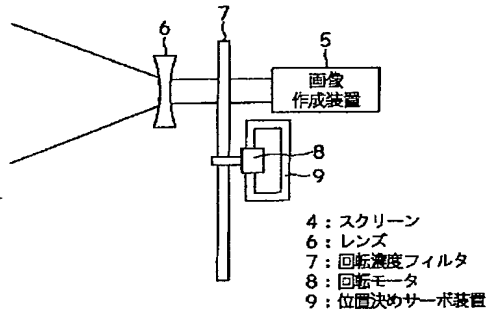 7
6
5
画像
作成装置
8
9
4：スクリーン
6：レンズ
7：回転濃度フィルタ
8：回転モータ
9：位置決めサーボ装置